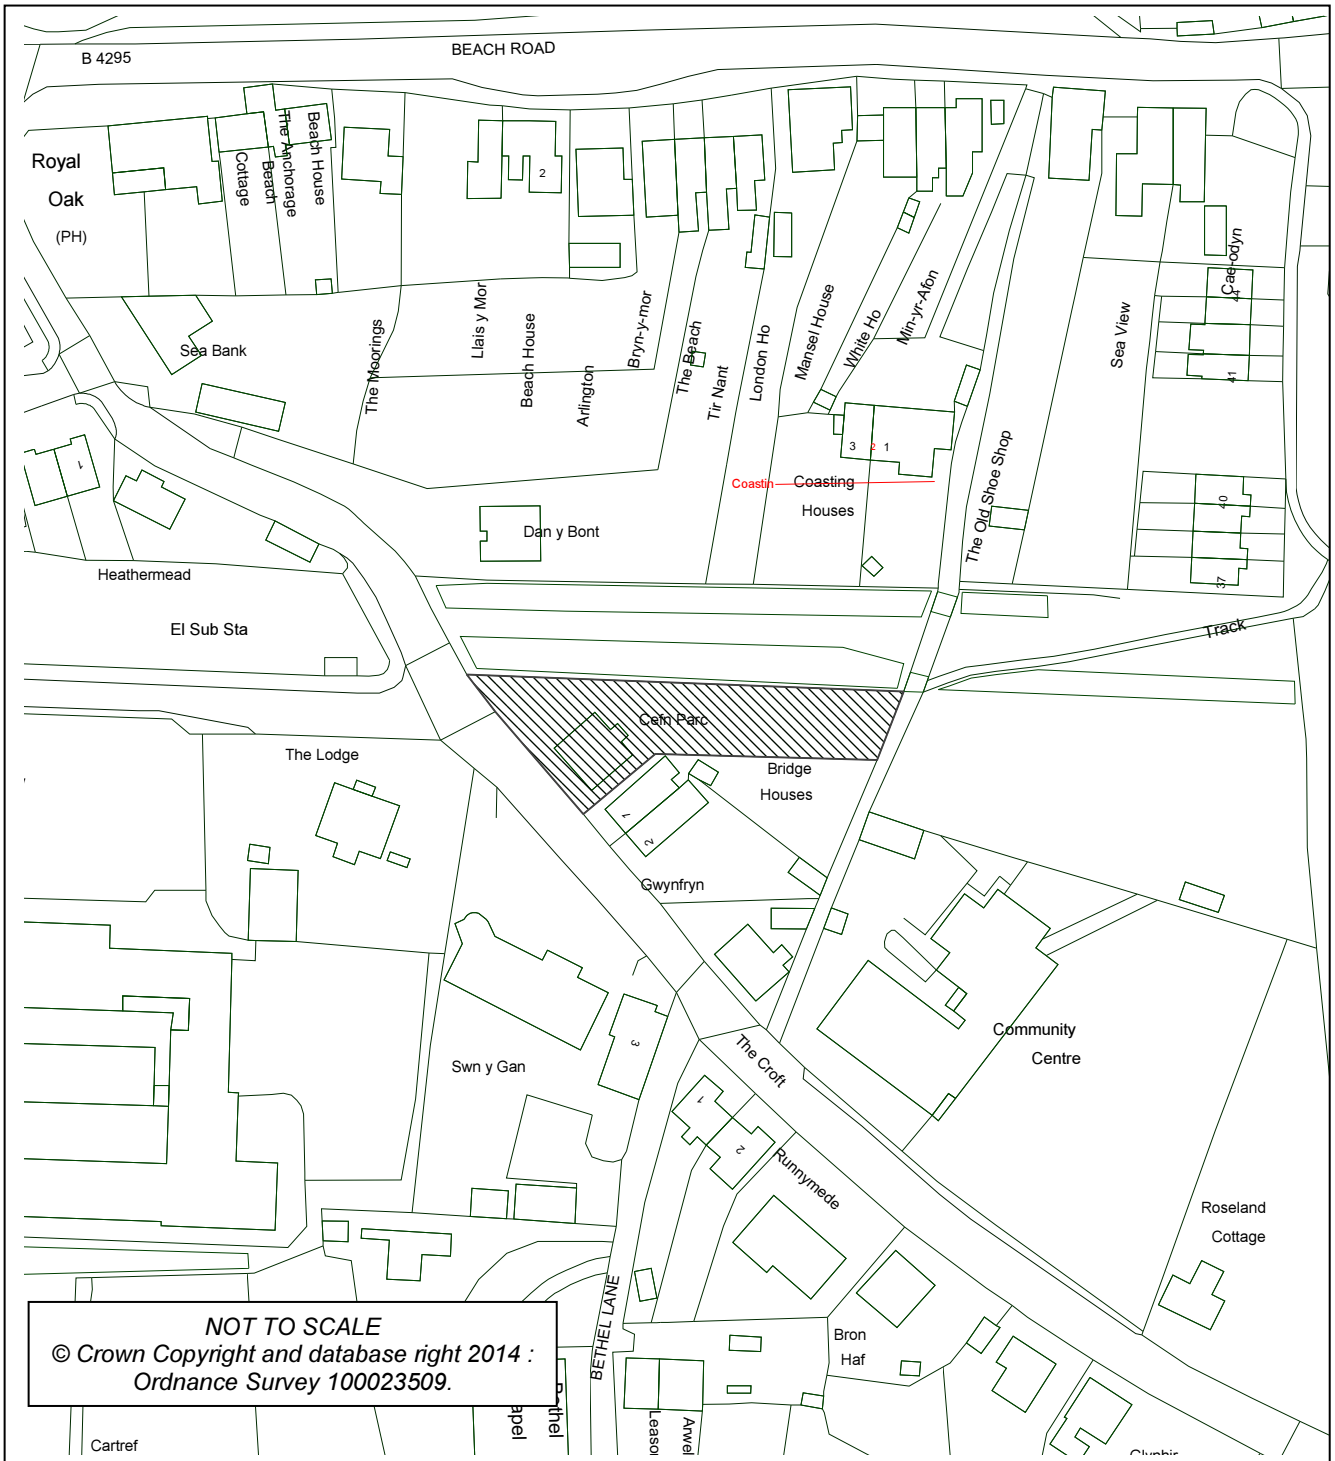 B 4295
BEACH ROAD
Royal
Oak
(PH)
Cottage
Beach
The Anchorage
Beach House
2
Sea Bank
The Moorings
Llais y Mor
Beach House
Arlington
Bryn-y-mor
The Beach
Tir Nant
London Ho
Mansel House
White Ho
Min-yr-Afon
Sea View
Cae-odyn
44
41
1
3
2
1
Coastin
Coasting
Houses
The Old Shoe Shop
40
37
Dan y Bont
Heathermead
El Sub Sta
Track
Cefn Parc
The Lodge
Bridge
Houses
1
2
Gwynfryn
Community
Centre
3
The Croft
Swn y Gan
1
2
Runnymede
Roseland
Cottage
BETHEL LANE
NOT TO SCALE
© Crown Copyright and database right 2014 :
Ordnance Survey 100023509.
Bron
Haf
Cartref
Arwel